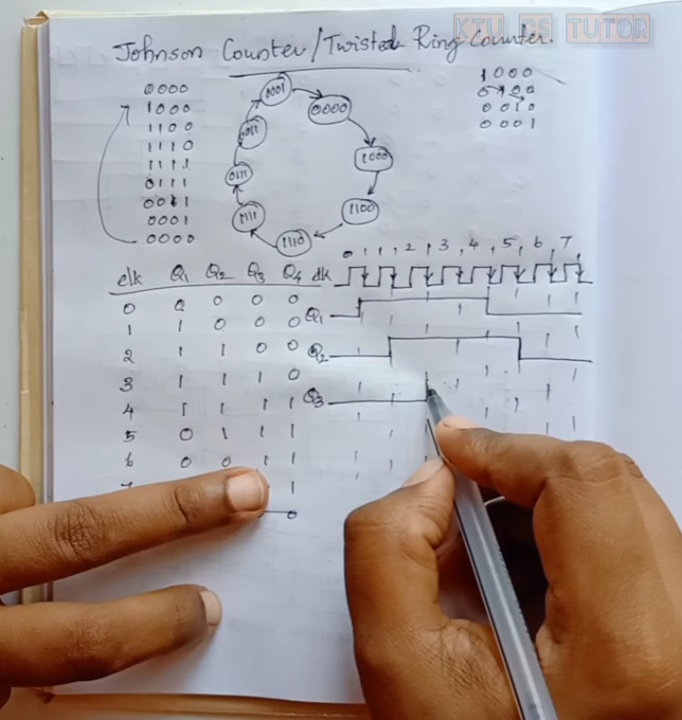 KTU CS TUTOR
Johnson Counter/Twisted Ring Counter.
0000
1000
1100
1110
1111
0111
0011
0001
0000
0001
0000
1000
1100
1110
1111
0111
0011
1000
0100
0010
0001
clk Q1 Q2 Q3 Q4
0 0 0 0 0
1 1 0 0 0
2 1 1 0 0
3 1 1 1 0
4 1 1 1 1
5 0 1 1 1
6 0 0 1 1
1
0
clk 0 1 2 3 4 5 6 7
Q1
Q2
Q3